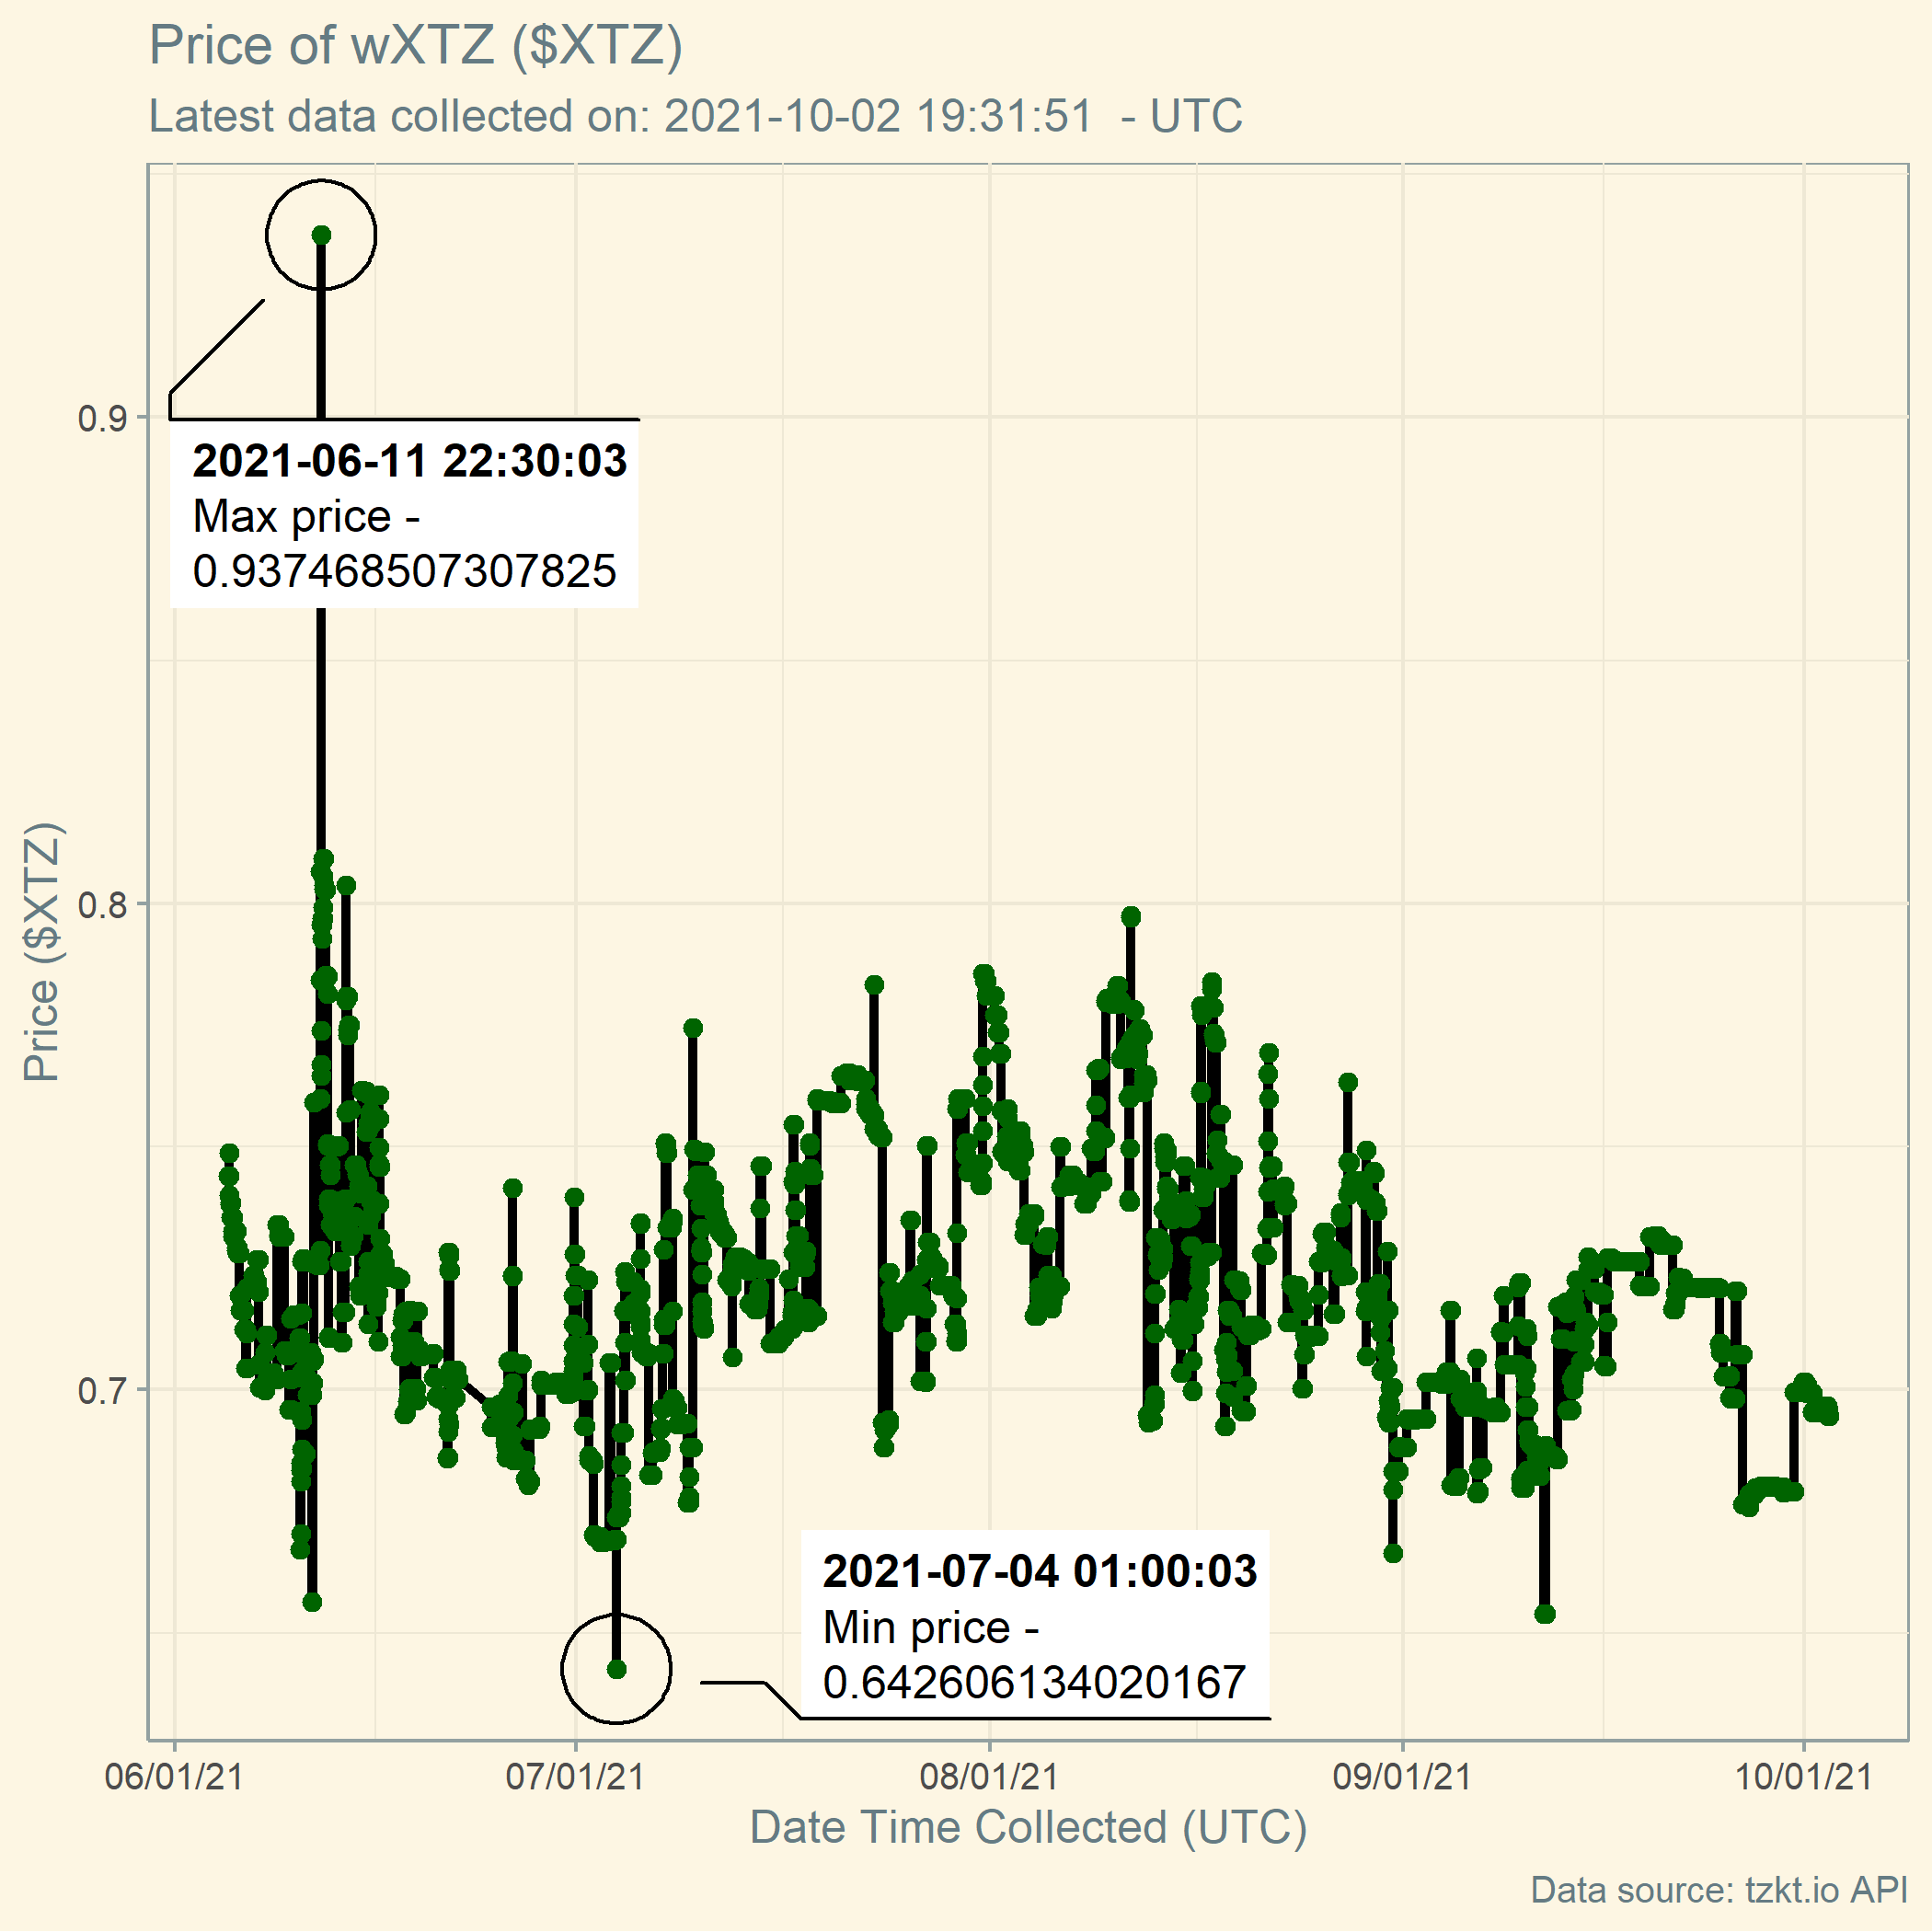 Price of wXTZ ($XTZ)
Latest data collected on: 2021-10-02 19:31:51  - UTC
Price ($XTZ)
0.9
0.8
0.7
2021-06-11 22:30:03
Max price -
0.937468507307825
2021-07-04 01:00:03
Min price -
0.642606134020167
06/01/21 07/01/21 08/01/21 09/01/21 10/01/21
Date Time Collected (UTC)
Data source: tzkt.io API